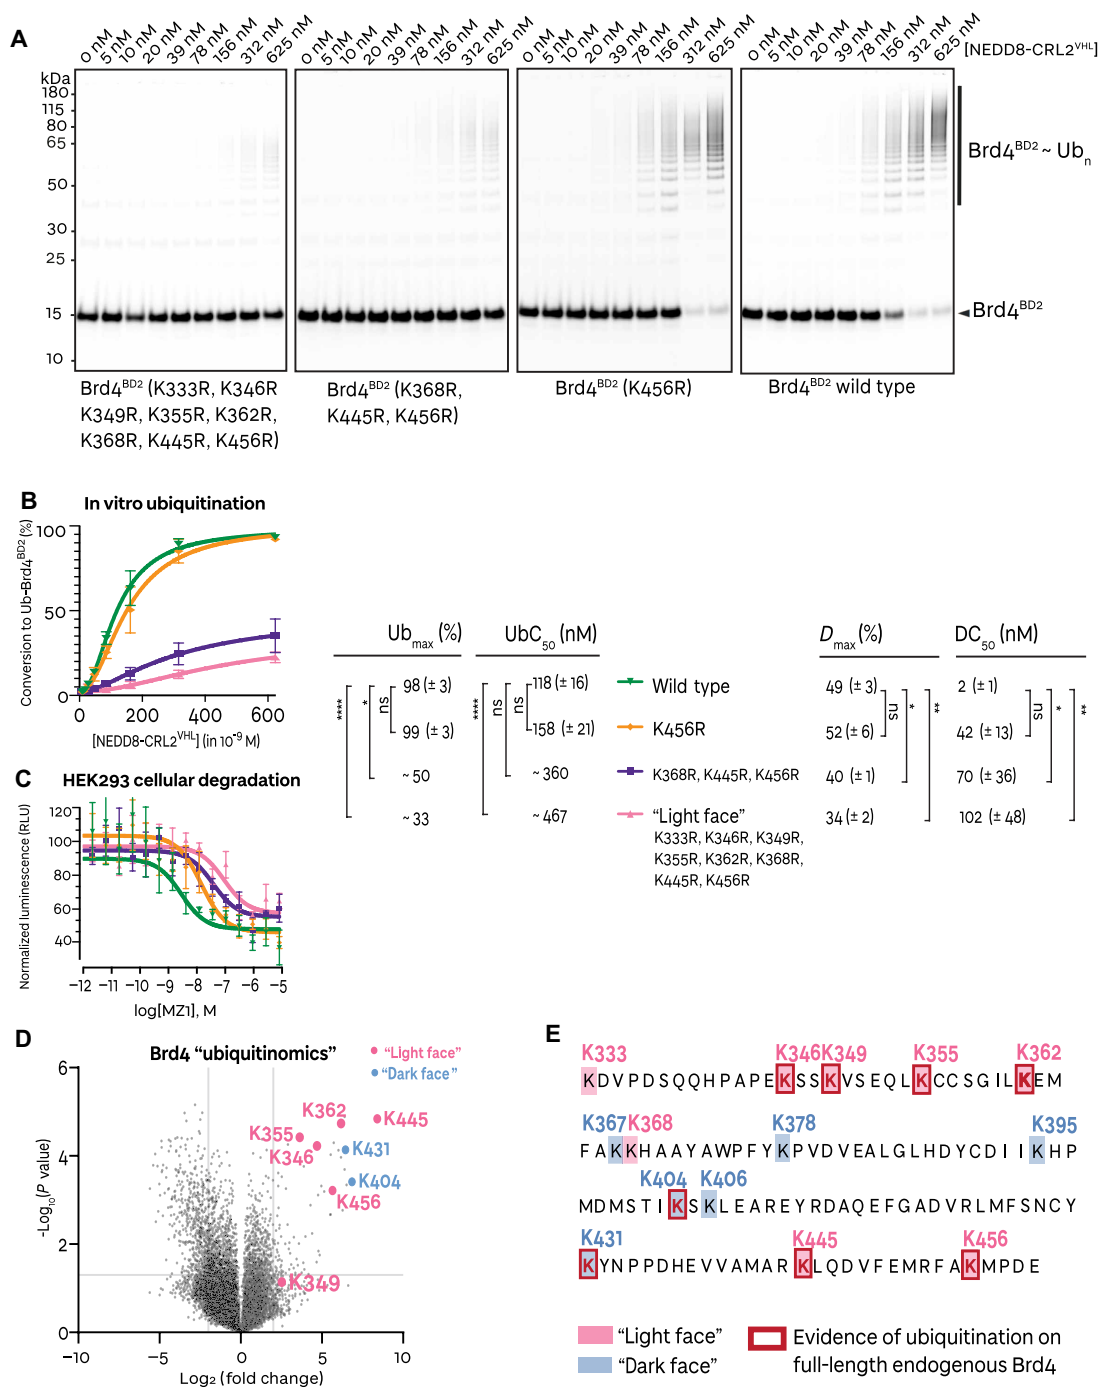 A
0 nM 5 nM 10 nM 20 nM 39 nM 78 nM 156 nM 312 nM 625 nM
0 nM 5 nM 10 nM 20 nM 39 nM 78 nM 156 nM 312 nM 625 nM
0 nM 5 nM 10 nM 20 nM 39 nM 78 nM 156 nM 312 nM 625 nM
0 nM 5 nM 10 nM 20 nM 39 nM 78 nM 156 nM 312 nM 625 nM
[NEDD8-CRL2VHL]
kDa
180
115
80
65
50
30
25
15
10
Brd4BD2 ~ Ubn
Brd4BD2
Brd4BD2 (K333R, K346R
K349R, K355R, K362R,
K368R, K445R, K456R)
Brd4BD2 (K368R,
K445R, K456R)
Brd4BD2 (K456R)
Brd4BD2 wild type
B
In vitro ubiquitination
Conversion to Ub-Brd4BD2(%)
100
50
0
0 200 400 600
[NEDD8-CRL2VHL] (in 10-9 M)
C
HEK293 cellular degradation
Normalized luminescence (RLU)
120
100
80
60
40
−12 −11 −10 −9 −8 −7 −6 −5
log[MZ1], M
Ubmax (%) UbC50 (nM) Dmax (%) DC50 (nM)
98 (± 3) 118 (± 16) Wild type 49 (± 3) 2 (± 1)
99 (± 3) 158 (± 21) K456R 52 (± 6) 42 (± 13)
~ 50 ~ 360 K368R, K445R, K456R 40 (± 1) 70 (± 36)
~ 33 ~ 467 “Light face” 34 (± 2) 102 (± 48)
K333R, K346R, K349R,
K355R, K362R, K368R,
K445R, K456R
**** * ns
**** ns ns
ns * **
ns * **
D
Brd4 “ubiquitinomics”
“Light face”
“Dark face”
-Log10(P value)
6
4
2
0
−10 −5 0 5 10
Log2 (fold change)
K362
K445
K355
K346
K431
K404
K456
K349
E
K333 K346 K349 K355 K362
KDVPDSQQHPAPEKSSKVSEQLKCCSGILKEM
K367 K368 K378 K395
FAKKHAAYAWPFYKPVDVEALGLHDYCDIIKHP
K404 K406
MDMSTIKSKLEAREYRDAQEFGADVRLMFSNCY
K431 K445 K456
KYNPPDHEVVAMARKLQDVFEMRFAKMPDE
“Light face”
“Dark face”
Evidence of ubiquitination on
full-length endogenous Brd4